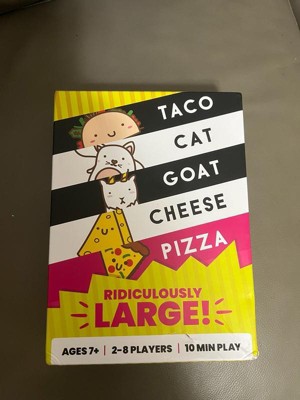 TACO
CAT
GOAT
CHEESE
PIZZA
RIDICULOUSLY
LARGE!
AGES 7+ | 2-8 PLAYERS | 10 MIN PLAY